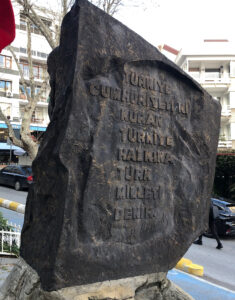 TÜRKİYE
CUMHURİYETİNİ
KURAN
TÜRKİYE
HALKINA
TÜRK
MİLLETİ
DENİR